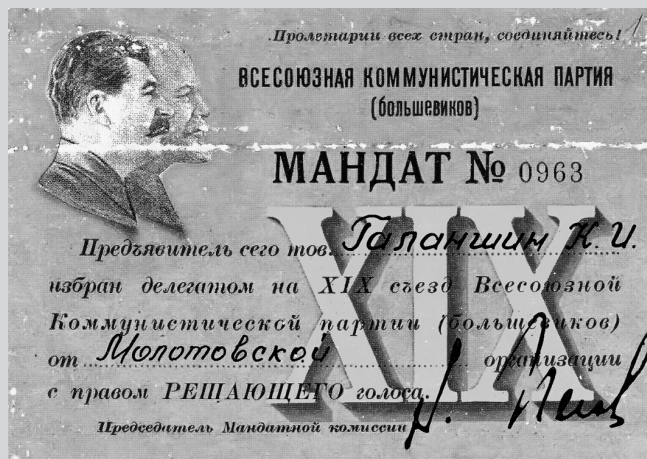 Пролетарии всех стран, соединяйтесь!
ВСЕСОЮЗНАЯ КОММУНИСТИЧЕСКАЯ ПАРТИЯ
(большевиков)
МАНДАТ № 0963
XIX
Предъявитель сего тов. Галаншин К. И.
избран делегатом на XIX съезд Всесоюзной
Коммунистической партии (большевиков)
от Молотовской организации
с правом РЕШАЮЩЕГО голоса.
Председатель Мандатной комиссии